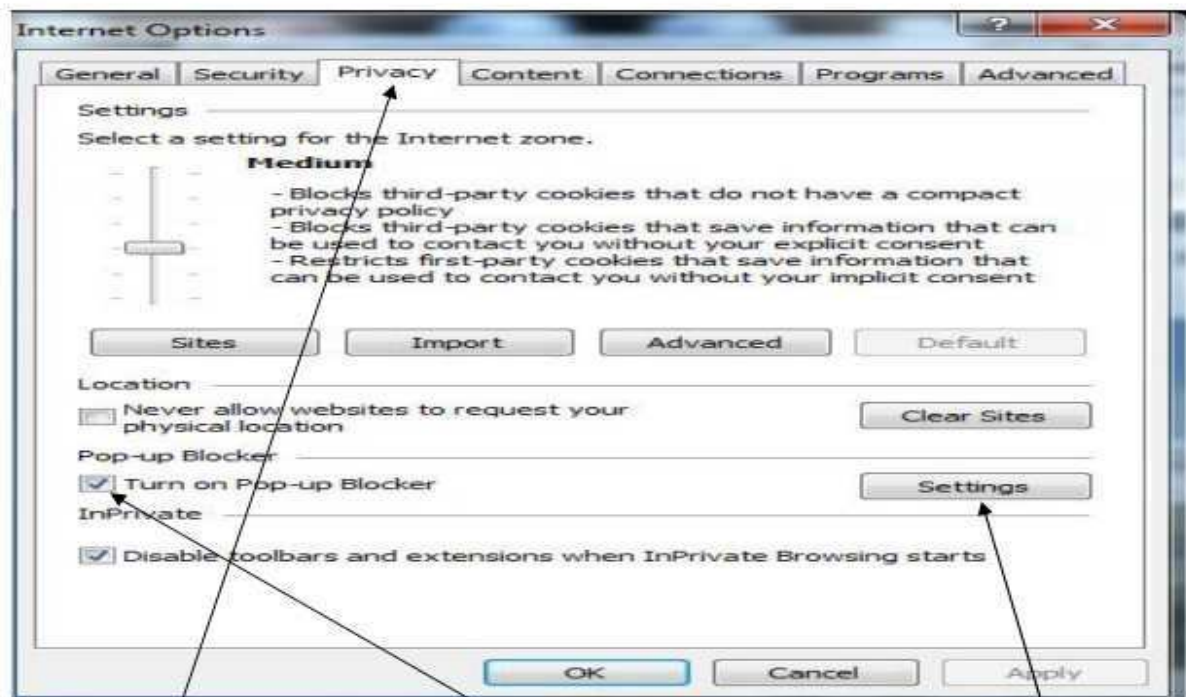 Internet Options
?
General Security Privacy Content Connections Programs Advanced
Settings
Select a setting for the Internet zone.
Medium
- Blocks third-party cookies that do not have a compact
privacy policy
- Blocks third-party cookies that save information that can
be used to contact you without your explicit consent
- Restricts first-party cookies that save information that
can be used to contact you without your implicit consent
Sites Import Advanced Default
Location
Never allow websites to request your
physical location
Clear Sites
Pop-up Blocker
Turn on Pop-up Blocker
Settings
InPrivate
Disable toolbars and extensions when InPrivate Browsing starts
OK Cancel Apply